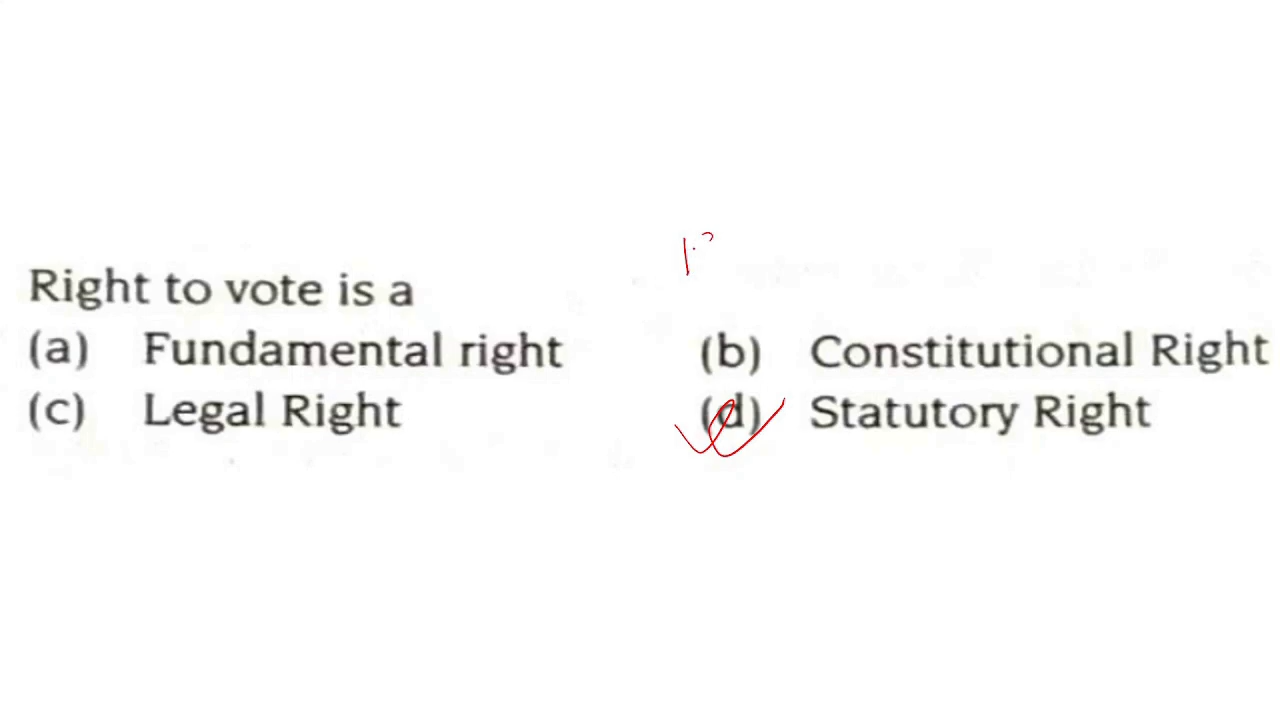 Right to vote is a
(a) Fundamental right (b) Constitutional Right
(c) Legal Right (d) Statutory Right